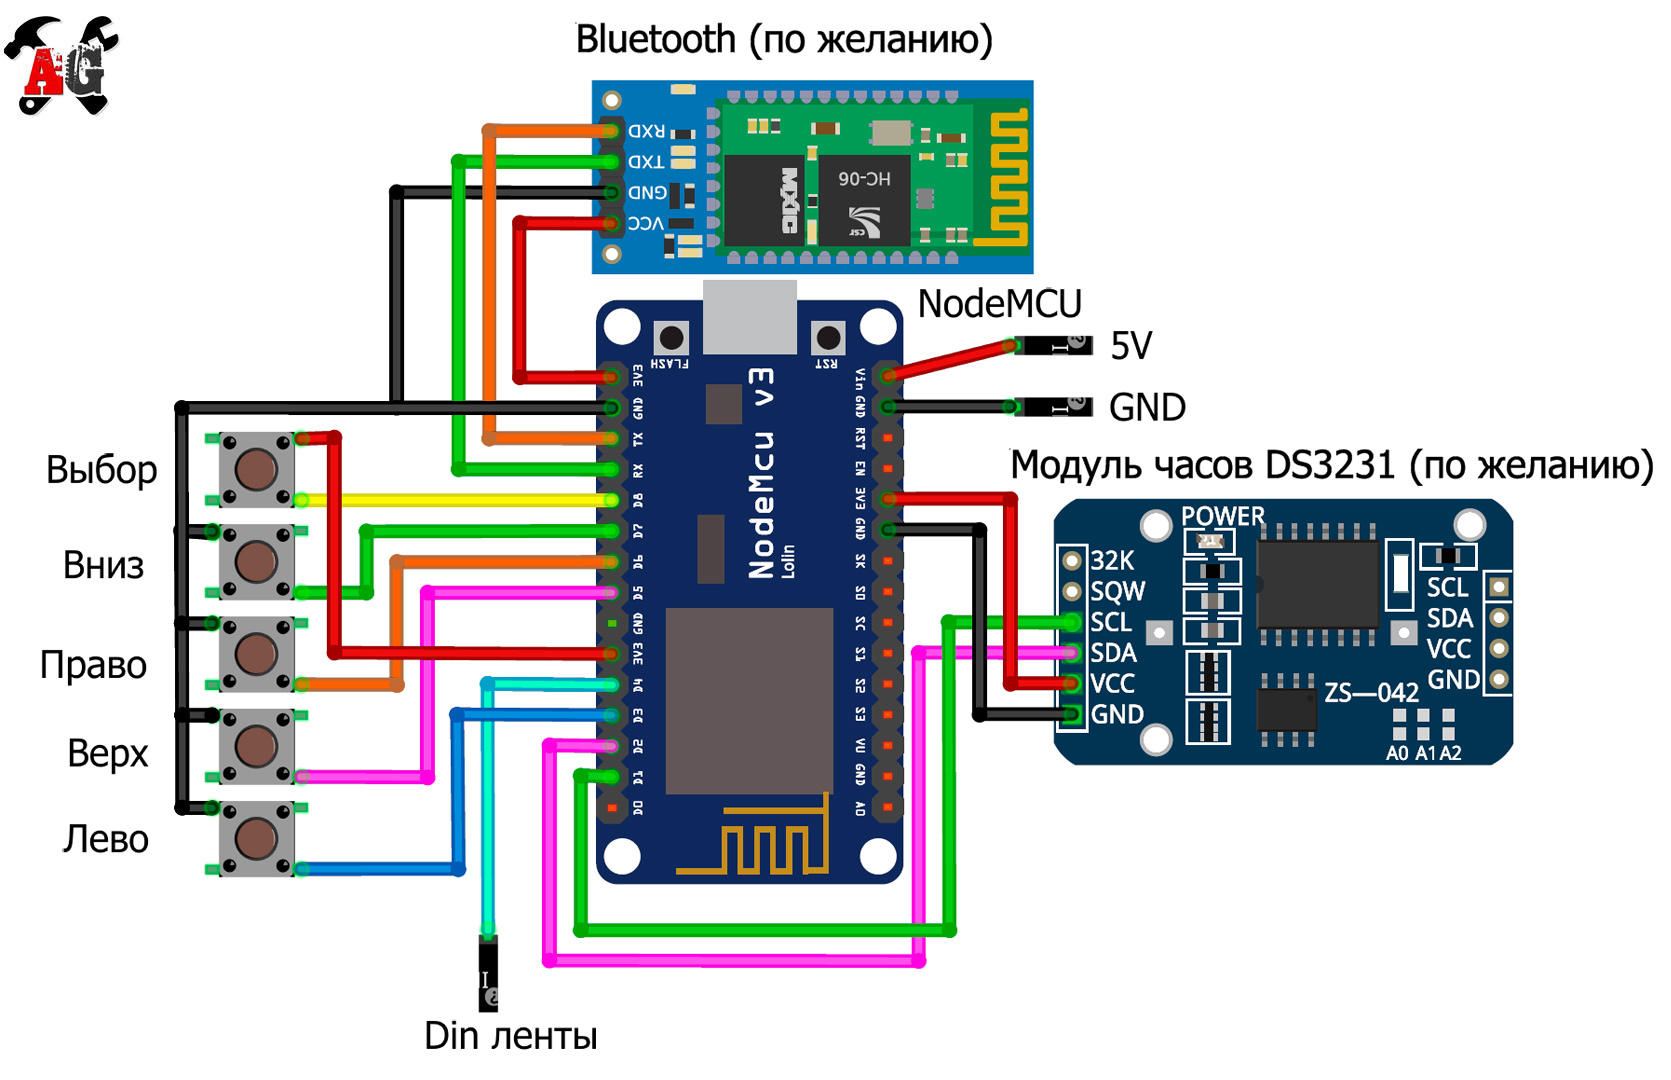 AG
Bluetooth (по желанию)
RXD
TXD
GND
VCC
MXIC
HC-06
csr
NodeMCU
FLASH
RST
5V
GND
NodeMcu v3
Lolin
3V3
GND
TX
RX
D8
D7
D6
D5
GND
3V3
D4
D3
D2
D1
D0
Vin
GND
RST
EN
3V3
GND
SK
SO
SC
S1
S2
S3
VU
GND
AO
Выбор
Вниз
Право
Верх
Лево
Модуль часов DS3231 (по желанию)
POWER
32K
SQW
SCL
SDA
VCC
GND
SCL
SDA
VCC
GND
ZS—042
A0 A1 A2
Din ленты